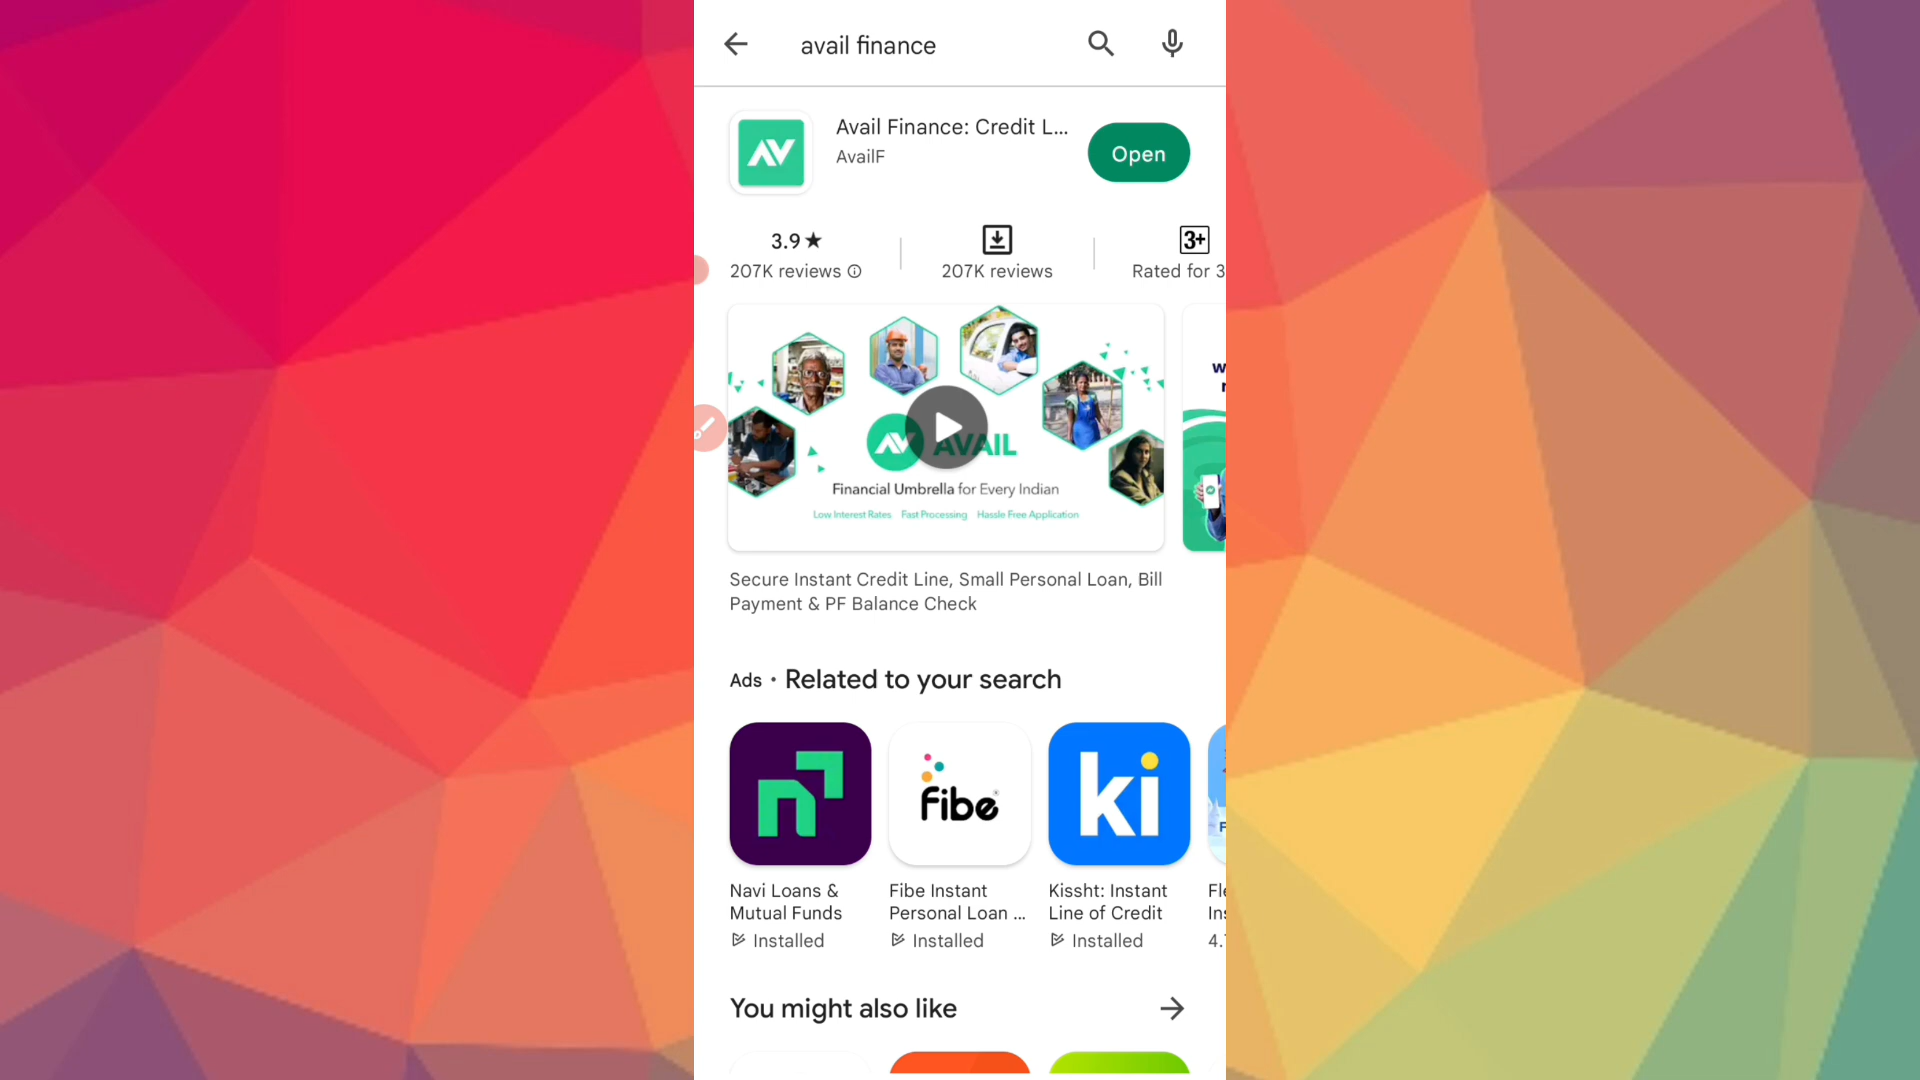 avail finance
Avail Finance: Credit L...
AvailF
Open
3.9★
207K reviews
207K reviews
3+
Rated for 3
AVAIL
Financial Umbrella for Every Indian
Low Interest Rates Fast Processing Hassle Free Application
Secure Instant Credit Line, Small Personal Loan, Bill
Payment & PF Balance Check
Ads • Related to your search
fibe
ki
Navi Loans &
Mutual Funds
Installed
Fibe Instant
Personal Loan ...
Installed
Kissht: Instant
Line of Credit
Installed
4.
You might also like